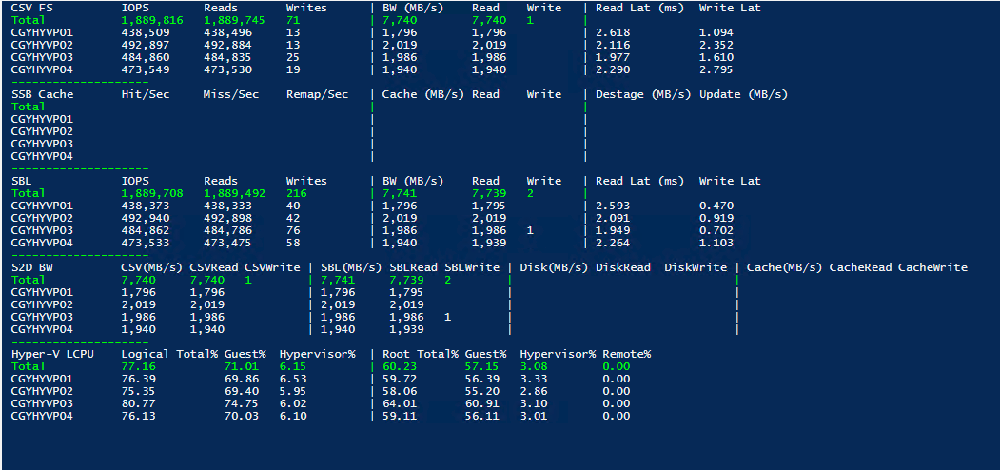 CSV FS IOPS Reads Writes | BW (MB/s) Read Write | Read Lat (ms) Write Lat
Total 1,889,816 1,889,745 71 | 7,740 7,740 1 |
CGYHYVP01 438,509 438,496 13 | 1,796 1,796 | 2.618 1.094
CGYHYVP02 492,897 492,884 13 | 2,019 2,019 | 2.116 2.352
CGYHYVP03 484,860 484,835 25 | 1,986 1,986 | 1.977 1.610
CGYHYVP04 473,549 473,530 19 | 1,940 1,940 | 2.290 2.795
--------------------
SSB Cache Hit/Sec Miss/Sec Remap/Sec | Cache (MB/s) Read Write | Destage (MB/s) Update (MB/s)
Total | |
CGYHYVP01 | |
CGYHYVP02 | |
CGYHYVP03 | |
CGYHYVP04 | |
--------------------
SBL IOPS Reads Writes | BW (MB/s) Read Write | Read Lat (ms) Write Lat
Total 1,889,708 1,889,492 216 | 7,741 7,739 2 |
CGYHYVP01 438,373 438,333 40 | 1,796 1,795 | 2.593 0.470
CGYHYVP02 492,940 492,898 42 | 2,019 2,019 | 2.091 0.919
CGYHYVP03 484,862 484,786 76 | 1,986 1,986 1 | 1.949 0.702
CGYHYVP04 473,533 473,475 58 | 1,940 1,939 | 2.264 1.103
--------------------
S2D BW CSV(MB/s) CSVRead CSVWrite | SBL(MB/s) SBLRead SBLWrite | Disk(MB/s) DiskRead DiskWrite | Cache(MB/s) CacheRead CacheWrite
Total 7,740 7,740 1 | 7,741 7,739 2 | |
CGYHYVP01 1,796 1,796 | 1,796 1,795 | |
CGYHYVP02 2,019 2,019 | 2,019 2,019 | |
CGYHYVP03 1,986 1,986 | 1,986 1,986 1 | |
CGYHYVP04 1,940 1,940 | 1,940 1,939 | |
--------------------
Hyper-V LCPU Logical Total% Guest% Hypervisor% | Root Total% Guest% Hypervisor% Remote%
Total 77.16 71.01 6.15 | 60.23 57.15 3.08 0.00
CGYHYVP01 76.39 69.86 6.53 | 59.72 56.39 3.33 0.00
CGYHYVP02 75.35 69.40 5.95 | 58.06 55.20 2.86 0.00
CGYHYVP03 80.77 74.75 6.02 | 64.01 60.91 3.10 0.00
CGYHYVP04 76.13 70.03 6.10 | 59.11 56.11 3.01 0.00